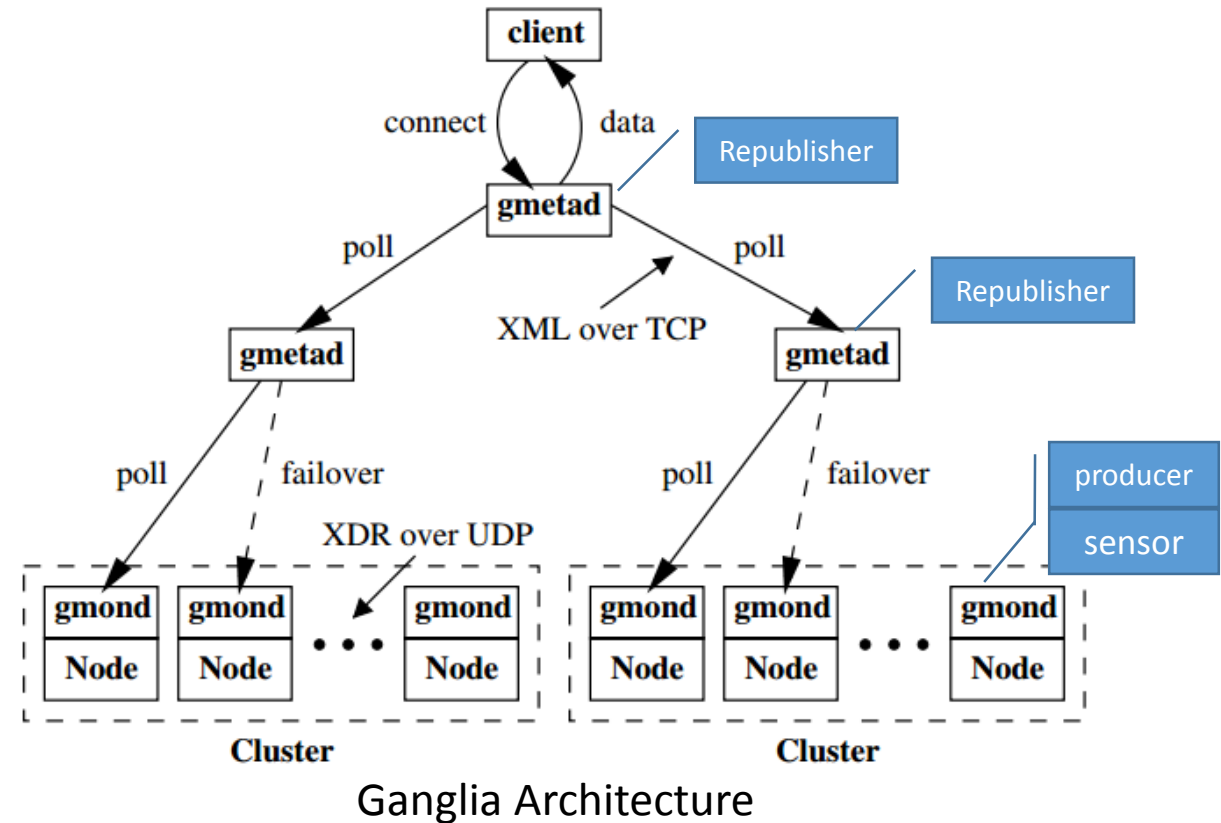 client
connect
data
Republisher
gmetad
poll
poll
Republisher
XML over TCP
gmetad
gmetad
poll
failover
poll
failover
producer
sensor
XDR over UDP
gmond
gmond
gmond
gmond
gmond
gmond
Node
Node
Node
Node
Node
Node
Cluster
Cluster
Ganglia Architecture